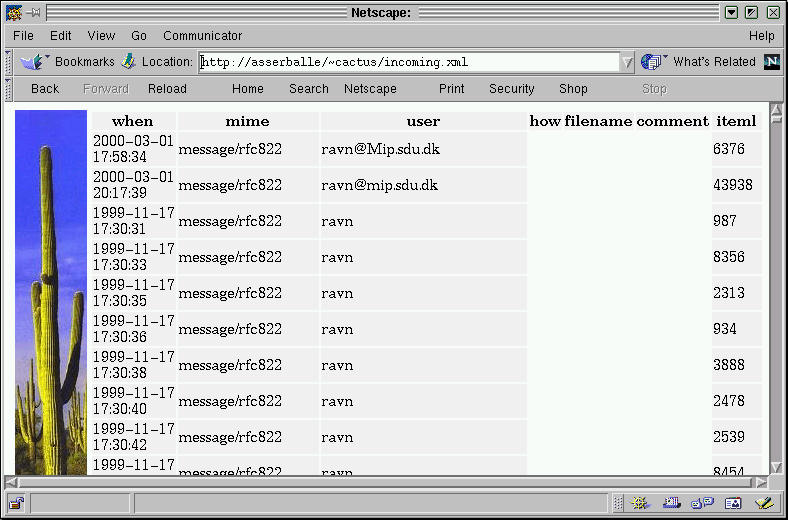 Netscape:
File Edit View Go Communicator Help
Bookmarks Location: http://asserballe/~cactus/incoming.xml What's Related N
Back Forward Reload Home Search Netscape Print Security Shop Stop
when mime user how filename comment iteml
2000-03-01 17:58:34 message/rfc822 ravn@Mip.sdu.dk 6376
2000-03-01 20:17:39 message/rfc822 ravn@mip.sdu.dk 43938
1999-11-17 17:30:31 message/rfc822 ravn 987
1999-11-17 17:30:33 message/rfc822 ravn 8356
1999-11-17 17:30:35 message/rfc822 ravn 2313
1999-11-17 17:30:36 message/rfc822 ravn 934
1999-11-17 17:30:38 message/rfc822 ravn 3888
1999-11-17 17:30:40 message/rfc822 ravn 2478
1999-11-17 17:30:42 message/rfc822 ravn 2539
1999-11-17 message/rfc822 ravn 8454